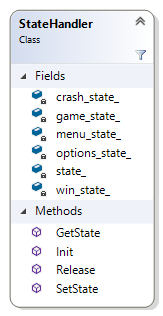 StateHandler
Class
Fields
crash_state_
game_state_
menu_state_
options_state_
state_
win_state_
Methods
GetState
Init
Release
SetState